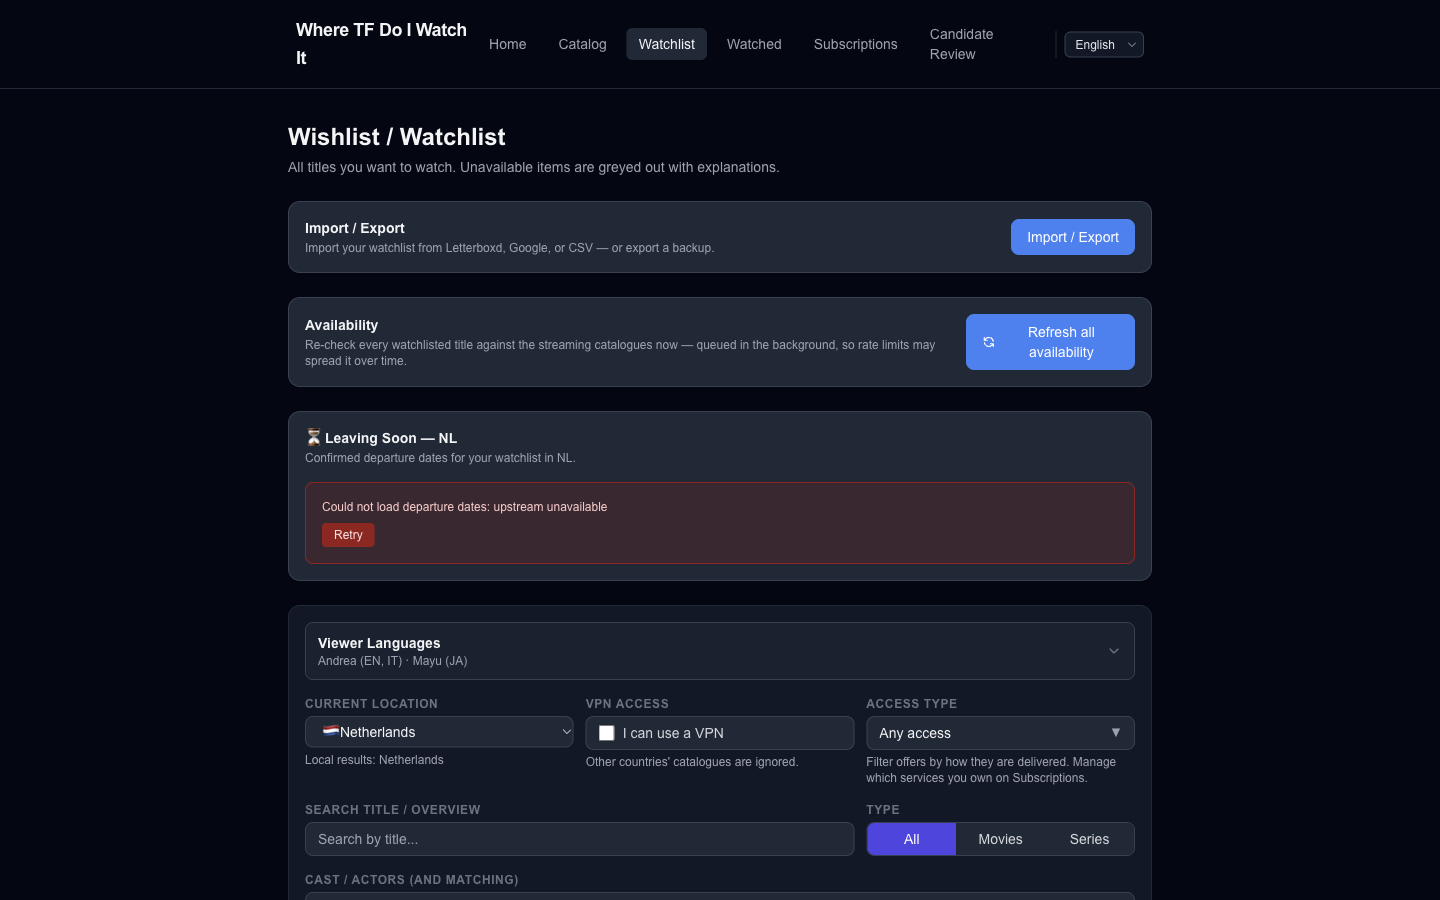 Where TF Do I Watch It
Home
Catalog
Watchlist
Watched
Subscriptions
Candidate Review
English
Wishlist / Watchlist
All titles you want to watch. Unavailable items are greyed out with explanations.
Import / Export
Import your watchlist from Letterboxd, Google, or CSV — or export a backup.
Import / Export
Availability
Re-check every watchlisted title against the streaming catalogues now — queued in the background, so rate limits may
spread it over time.
Refresh all
availability
⏳ Leaving Soon — NL
Confirmed departure dates for your watchlist in NL.
Could not load departure dates: upstream unavailable
Retry
Viewer Languages
Andrea (EN, IT) · Mayu (JA)
CURRENT LOCATION
🇳🇱Netherlands
Local results: Netherlands
VPN ACCESS
I can use a VPN
Other countries' catalogues are ignored.
ACCESS TYPE
Any access
Filter offers by how they are delivered. Manage
which services you own on Subscriptions.
SEARCH TITLE / OVERVIEW
Search by title...
TYPE
All
Movies
Series
CAST / ACTORS (AND MATCHING)